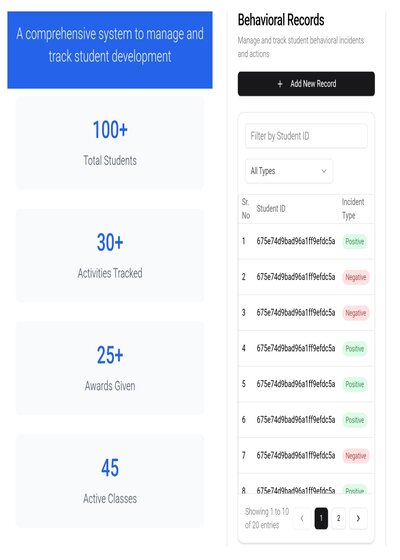 A comprehensive system to manage and
track student development
100+
Total Students
30+
Activities Tracked
25+
Awards Given
45
Active Classes
Behavioral Records
Manage and track student behavioral incidents
and actions
+ Add New Record
Filter by Student ID
All Types
Sr. No Student ID Incident Type
1 675e74d9bad96a1ff9efdc5a Positive
2 675e74d9bad96a1ff9efdc5a Negative
3 675e74d9bad96a1ff9efdc5a Negative
4 675e74d9bad96a1ff9efdc5a Positive
5 675e74d9bad96a1ff9efdc5a Positive
6 675e74d9bad96a1ff9efdc5a Positive
7 675e74d9bad96a1ff9efdc5a Negative
8 675e74d9bad96a1ff9efdc5a Positive
Showing 1 to 10
of 20 entries
< 1 2 >